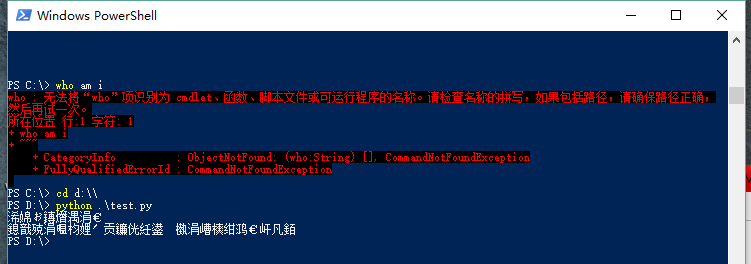 Windows PowerShell
PS C:\> who am i
who : 无法将“who”项识别为 cmdlet、函数、脚本文件或可运行程序的名称。请检查名称的拼写，如果包括路径，请确保路径正确，
然后再试一次。
所在位置 行:1 字符: 1
+ who am i
+ ~~~
    + CategoryInfo          : ObjectNotFound: (who:String) [], CommandNotFoundException
    + FullyQualifiedErrorId : CommandNotFoundException
PS C:\> cd d:\\
PS D:\> python .\test.py
PS D:\>